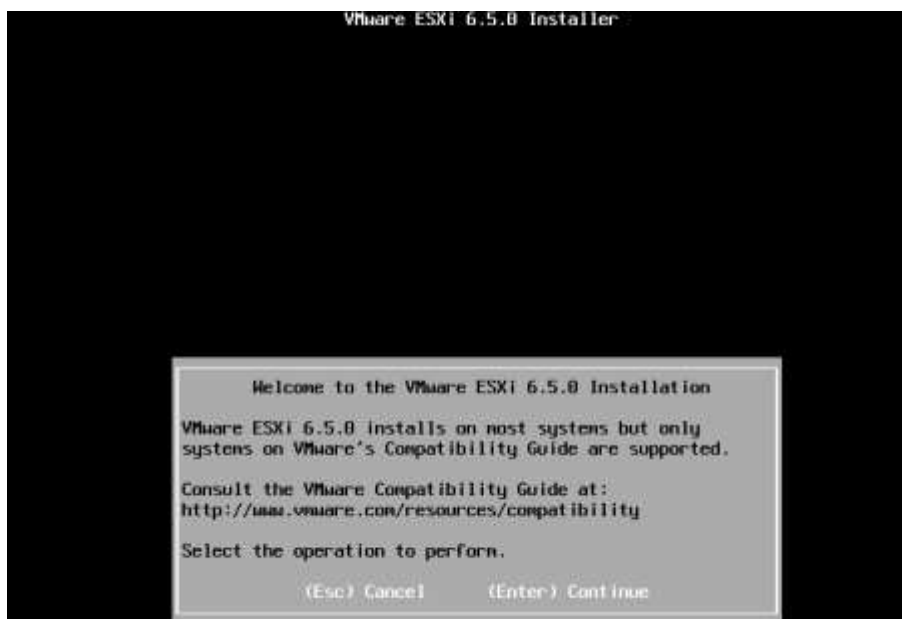 VMware ESXi 6.5.0 Installer
Welcome to the VMware ESXi 6.5.0 Installation
VMware ESXi 6.5.0 installs on most systems but only
systems on VMware's Compatibility Guide are supported.
Consult the VMware Compatibility Guide at:
http://www.vmware.com/resources/compatibility
Select the operation to perform.
(Esc) Cancel (Enter) Continue